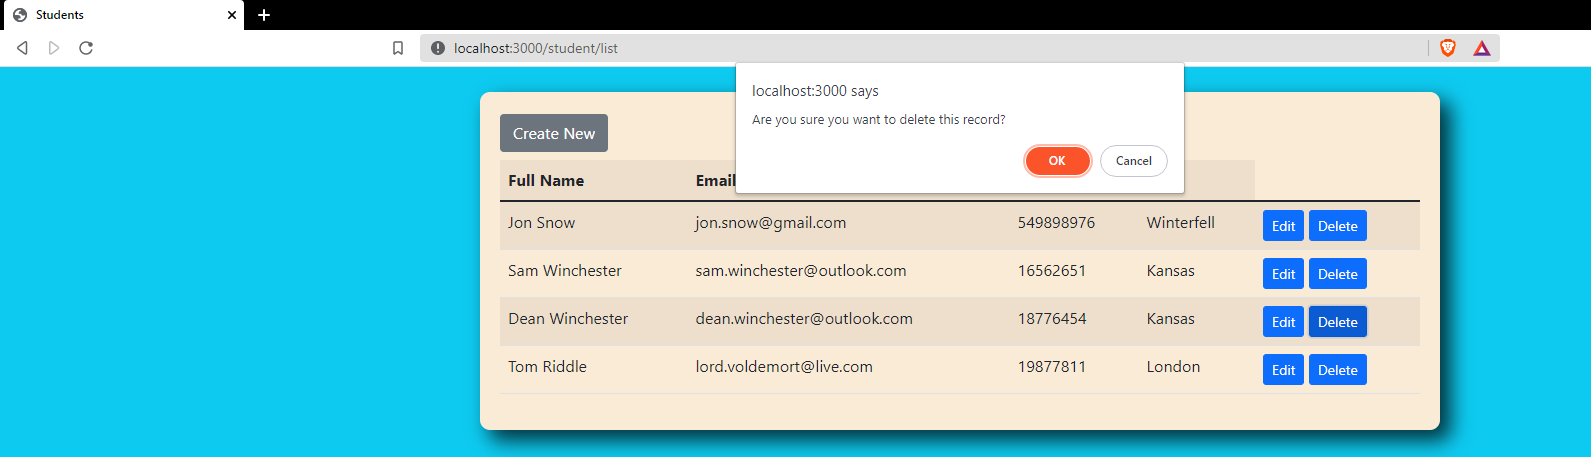 Students
localhost:3000/student/list
localhost:3000 says
Are you sure you want to delete this record?
OK Cancel
Create New
Full Name Email
Jon Snow jon.snow@gmail.com 549898976 Winterfell Edit Delete
Sam Winchester sam.winchester@outlook.com 16562651 Kansas Edit Delete
Dean Winchester dean.winchester@outlook.com 18776454 Kansas Edit Delete
Tom Riddle lord.voldemort@live.com 19877811 London Edit Delete